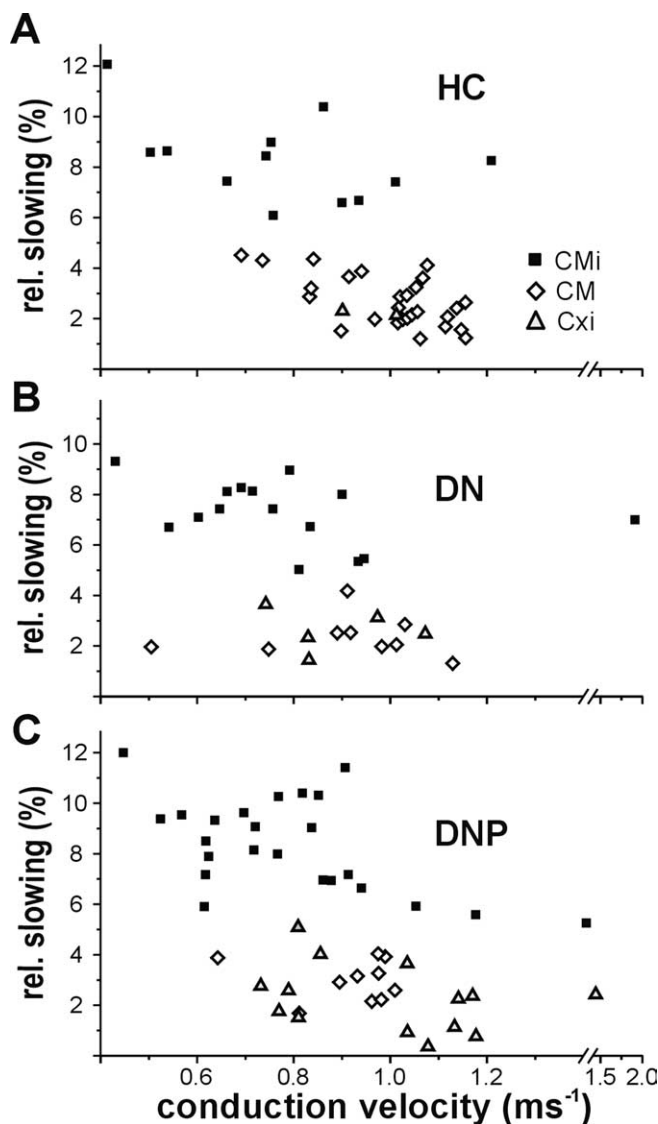 A
HC
rel. slowing (%)
12
10
8
6
4
2
CMi
CM
Cxi
B
DN
rel. slowing (%)
10
8
6
4
2
C
DNP
rel. slowing (%)
12
10
8
6
4
2
0.6 0.8 1.0 1.2 1.5 2.0
conduction velocity (ms⁻¹)